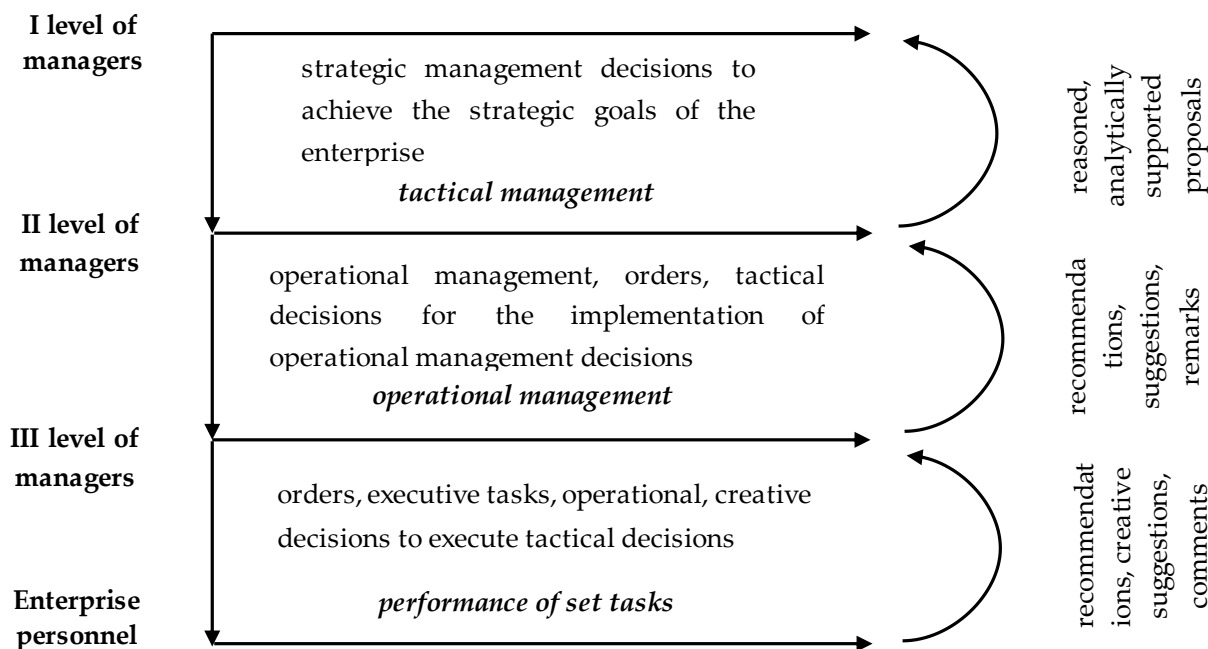 I level of
managers
strategic management decisions to
achieve the strategic goals of the
enterprise
tactical management
reasoned,
analytically
supported
proposals
II level of
managers
operational management, orders, tactical
decisions for the implementation of
operational management decisions
operational management
recommenda
tions,
suggestions,
remarks
III level of
managers
orders, executive tasks, operational, creative
decisions to execute tactical decisions
performance of set tasks
recommendat
ions, creative
suggestions,
comments
Enterprise
personnel